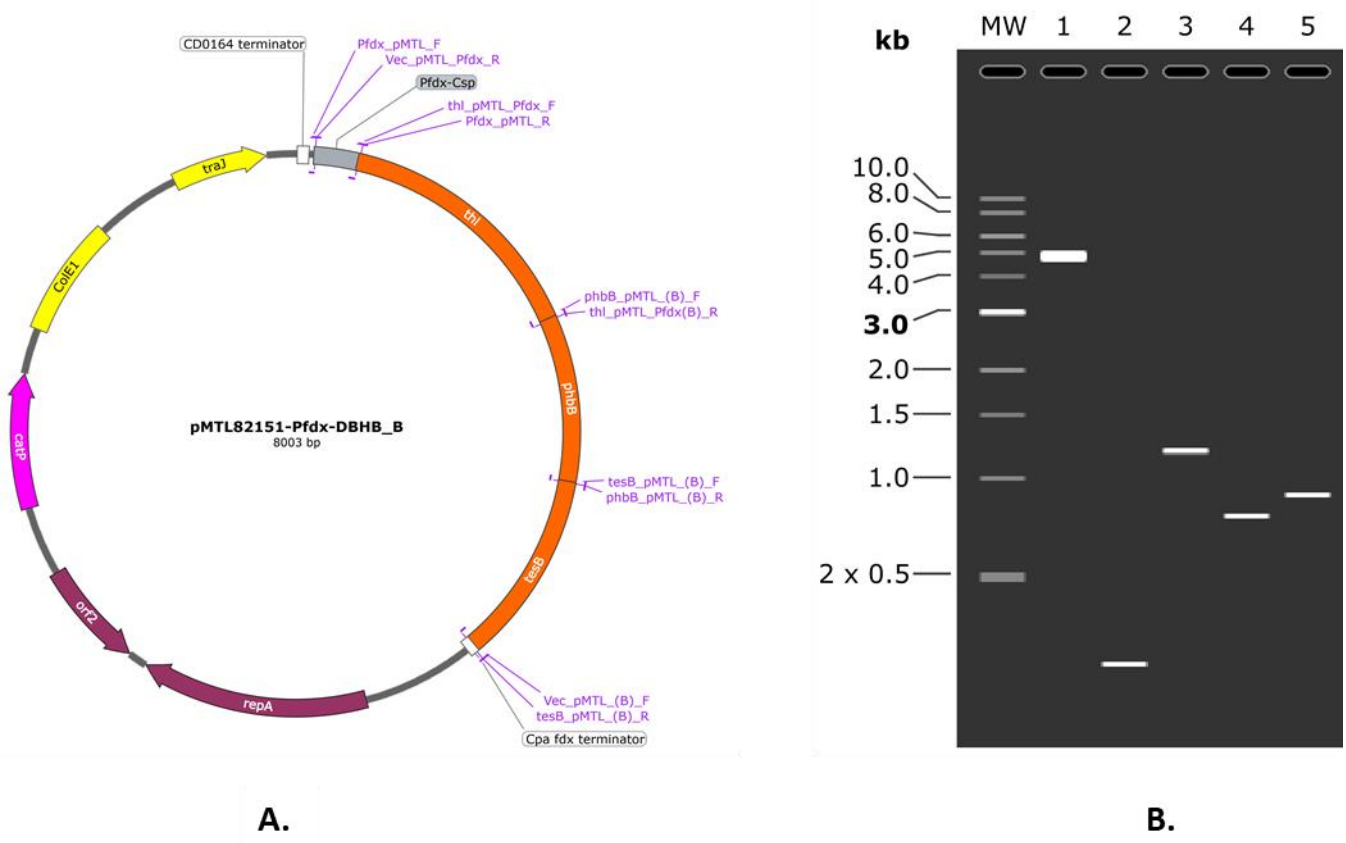 CD0164 terminator
Pfdx_pMTL_F
Vec_pMTL_Pfdx_R
Pfdx-Csp
thl_pMTL_Pfdx_F
Pfdx_pMTL_R
traJ
thl
ColE1
phbB_pMTL_(B)_F
thl_pMTL_Pfdx(B)_R
phbB
catP
pMTL82151-Pfdx-DBHB_B
8003 bp
tesB_pMTL_(B)_F
phbB_pMTL_(B)_R
tesB
orf2
repA
Vec_pMTL_(B)_F
tesB_pMTL_(B)_R
Cpa fdx terminator
A.
kb
MW 1 2 3 4 5
10.0
8.0
6.0
5.0
4.0
3.0
2.0
1.5
1.0
2 x 0.5
B.